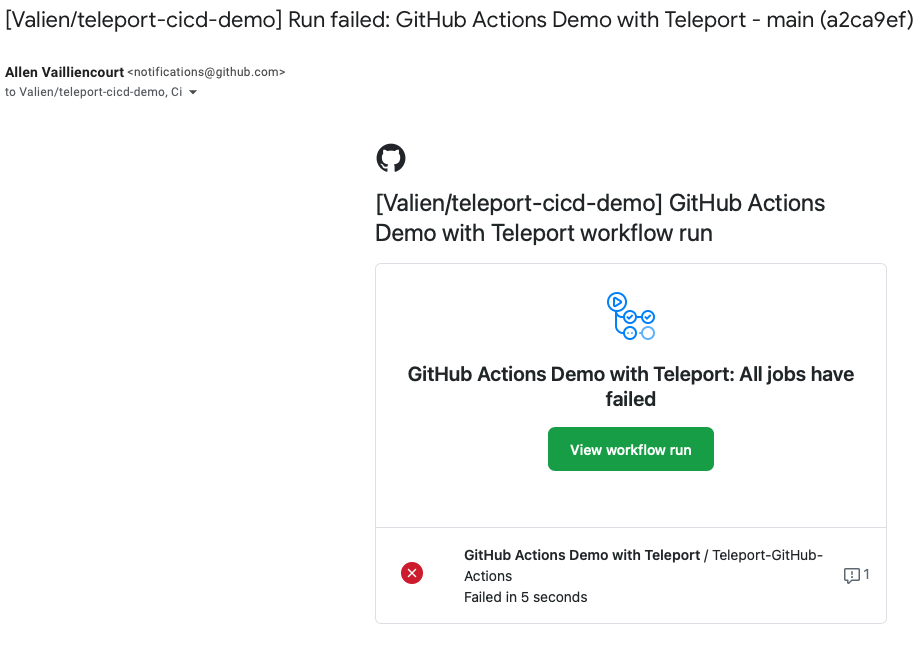 [Valien/teleport-cicd-demo] Run failed: GitHub Actions Demo with Teleport - main (a2ca9ef)
Allen Vailliencourt <notifications@github.com>
to Valien/teleport-cicd-demo, Ci
[Valien/teleport-cicd-demo] GitHub Actions
Demo with Teleport workflow run
GitHub Actions Demo with Teleport: All jobs have
failed
View workflow run
GitHub Actions Demo with Teleport / Teleport-GitHub-
Actions
Failed in 5 seconds
1